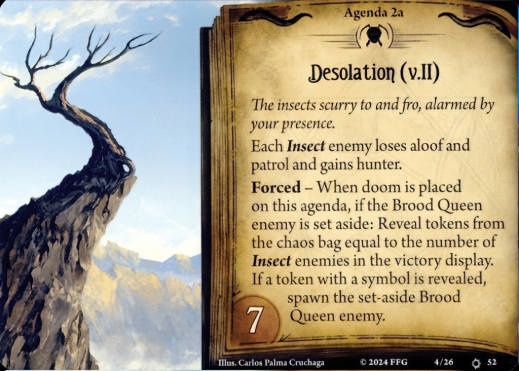 Agenda 2a
Desolation (v.II)
The insects scurry to and fro, alarmed by
your presence.
Each Insect enemy loses aloof and
patrol and gains hunter.
Forced – When doom is placed
on this agenda, if the Brood Queen
enemy is set aside: Reveal tokens from
the chaos bag equal to the number of
Insect enemies in the victory display.
If a token with a symbol is revealed,
spawn the set-aside Brood
Queen enemy.
7
Illus. Carlos Palma Cruchaga © 2024 FFG 4/26 52